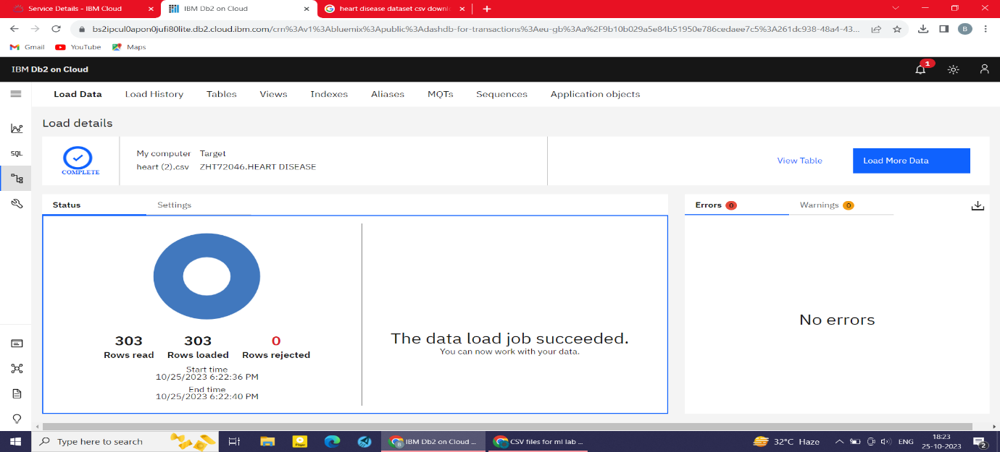 Service Details - IBM Cloud
IBM Db2 on Cloud
heart disease dataset csv downl
bs2ipcul0apon0jufi80lite.db2.cloud.ibm.com/crn%3Av1%3Abluemix%3Apublic%3Adashdb-for-transactions%3Aeu-gb%3Aa%2F9b10b029a5e84b51950e786cedaee7c5%3A261dc938-48a4-43...
B
Gmail YouTube Maps
IBM Db2 on Cloud
1
Load Data Load History Tables Views Indexes Aliases MQTs Sequences Application objects
Load details
SQL
COMPLETE
My computer Target
heart (2).csv ZHT72046.HEART DISEASE
View Table
Load More Data
Status Settings
Errors 0 Warnings 0
303 303 0
Rows read Rows loaded Rows rejected
Start time
10/25/2023 6:22:36 PM
End time
10/25/2023 6:22:40 PM
The data load job succeeded.
You can now work with your data.
No errors
Type here to search
Player
IBM Db2 on Cloud ...
CSV files for ml lab ...
32°C Haze
ENG
18:23
25-10-2023
2